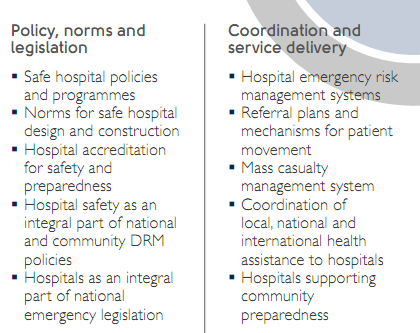 Policy, norms and
legislation
▪ Safe hospital policies
and programmes
▪ Norms for safe hospital
design and construction
▪ Hospital accreditation
for safety and
preparedness
▪ Hospital safety as an
integral part of national
and community DRM
policies
▪ Hospitals as an integral
part of national
emergency legislation
Coordination and
service delivery
▪ Hospital emergency risk
management systems
▪ Referral plans and
mechanisms for patient
movement
▪ Mass casualty
management system
▪ Coordination of
local, national and
international health
assistance to hospitals
▪ Hospitals supporting
community
preparedness